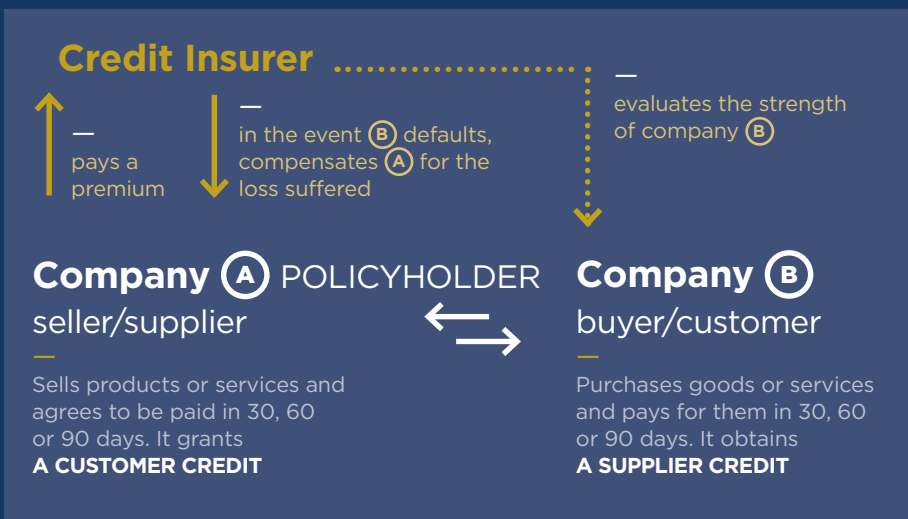 Credit Insurer
—
pays a
premium
—
in the event B defaults,
compensates A for the
loss suffered
—
evaluates the strength
of company B
Company A POLICYHOLDER
seller/supplier
—
Sells products or services and
agrees to be paid in 30, 60
or 90 days. It grants
A CUSTOMER CREDIT
Company B
buyer/customer
—
Purchases goods or services
and pays for them in 30, 60
or 90 days. It obtains
A SUPPLIER CREDIT